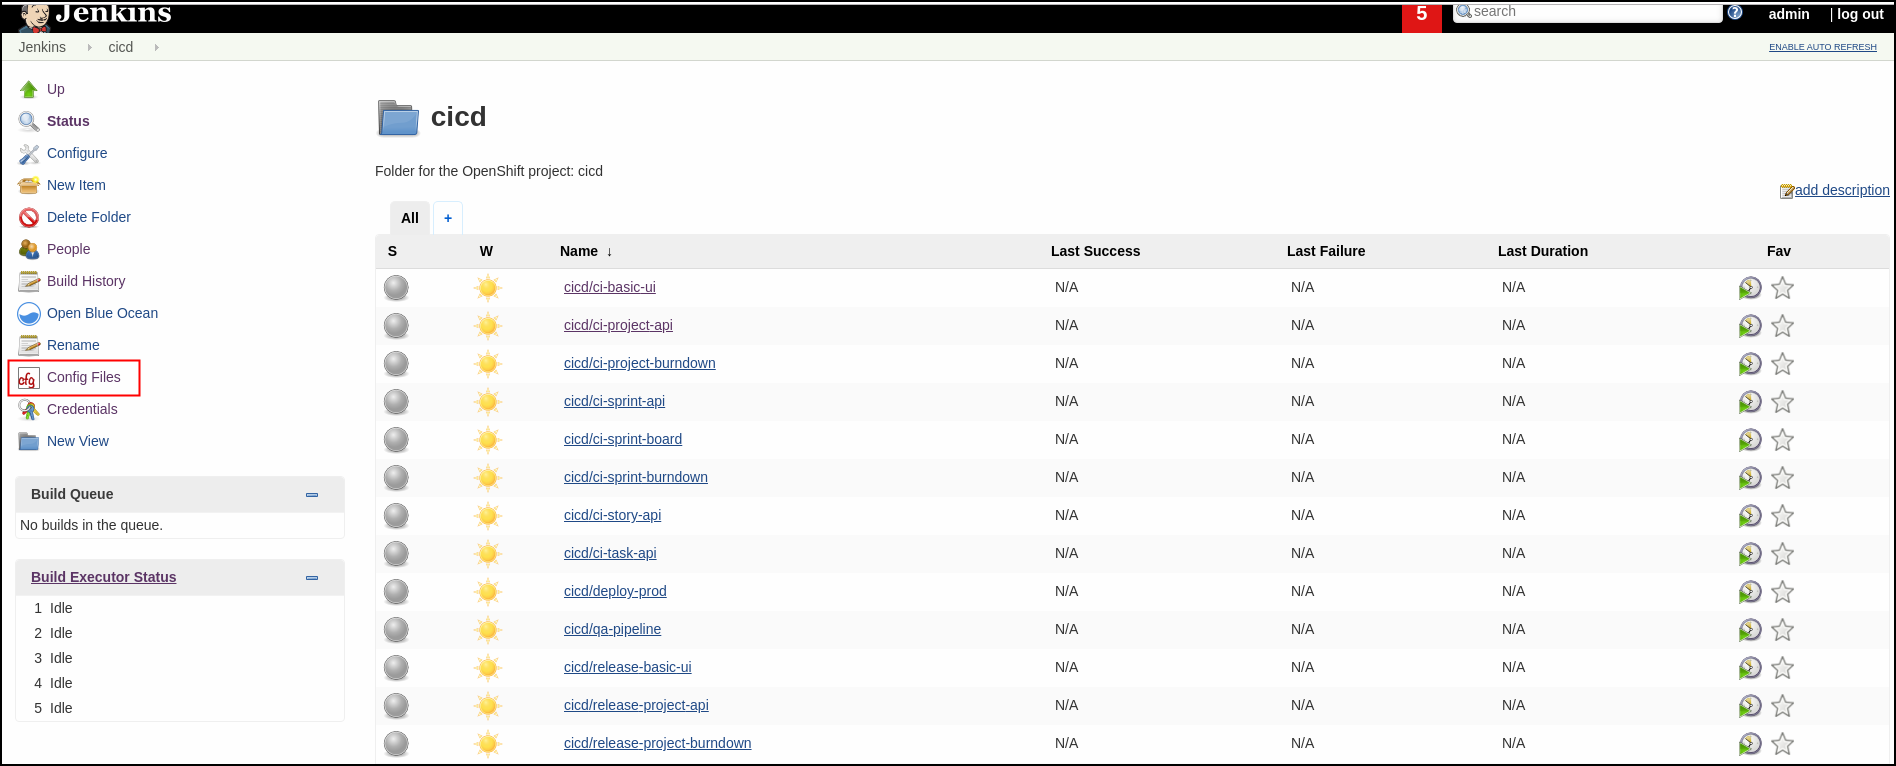 Jenkins
5
search
?
admin
| log out
Jenkins
cicd
ENABLE AUTO REFRESH
Up
Status
Configure
New Item
Delete Folder
People
Build History
Open Blue Ocean
Rename
cfg Config Files
Credentials
New View
Build Queue
No builds in the queue.
Build Executor Status
1 Idle
2 Idle
3 Idle
4 Idle
5 Idle
cicd
Folder for the OpenShift project: cicd
add description
All +
S W Name ↓ Last Success Last Failure Last Duration Fav
cicd/ci-basic-ui N/A N/A N/A
cicd/ci-project-api N/A N/A N/A
cicd/ci-project-burndown N/A N/A N/A
cicd/ci-sprint-api N/A N/A N/A
cicd/ci-sprint-board N/A N/A N/A
cicd/ci-sprint-burndown N/A N/A N/A
cicd/ci-story-api N/A N/A N/A
cicd/ci-task-api N/A N/A N/A
cicd/deploy-prod N/A N/A N/A
cicd/qa-pipeline N/A N/A N/A
cicd/release-basic-ui N/A N/A N/A
cicd/release-project-api N/A N/A N/A
cicd/release-project-burndown N/A N/A N/A